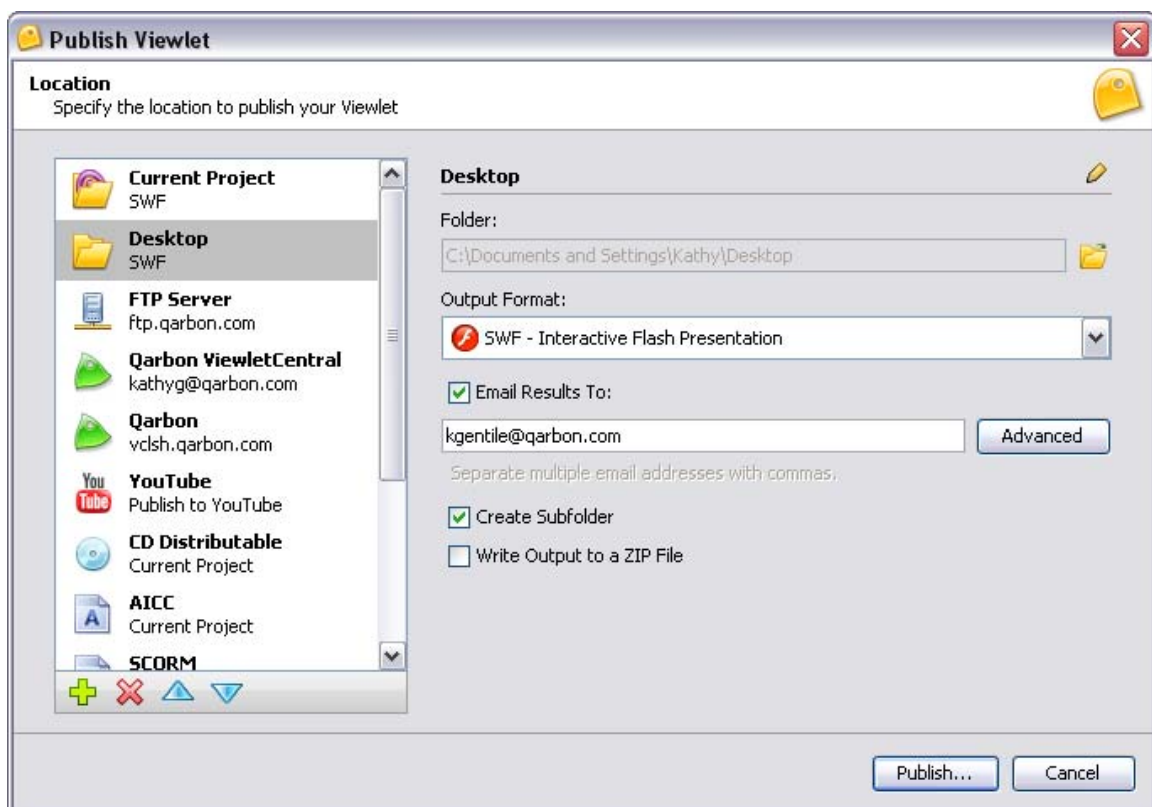 Publish Viewlet
Location
Specify the location to publish your Viewlet
Current Project
SWF
Desktop
SWF
FTP Server
ftp.qarbon.com
Qarbon ViewletCentral
kathyg@qarbon.com
Qarbon
vclsh.qarbon.com
You
Tube
YouTube
Publish to YouTube
CD Distributable
Current Project
A
AICC
Current Project
SCORM
Desktop
Folder:
C:\Documents and Settings\Kathy\Desktop
Output Format:
SWF - Interactive Flash Presentation
Email Results To:
kgentile@qarbon.com
Advanced
Separate multiple email addresses with commas.
Create Subfolder
Write Output to a ZIP File
Publish...
Cancel